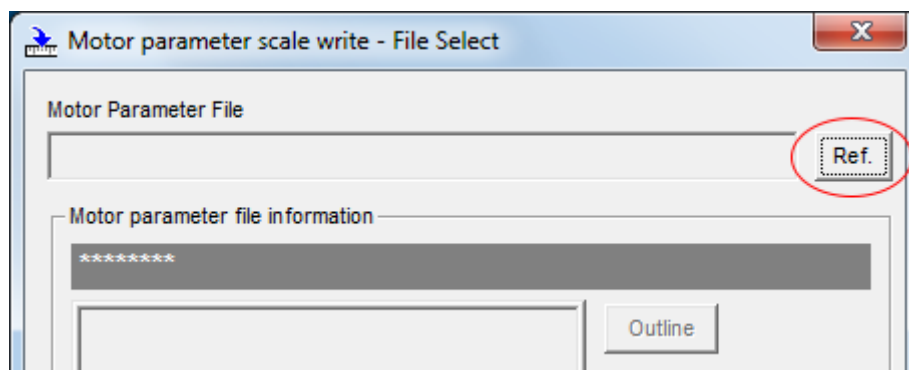 Motor parameter scale write - File Select
Motor Parameter File
Ref.
Motor parameter file information
********
Outline